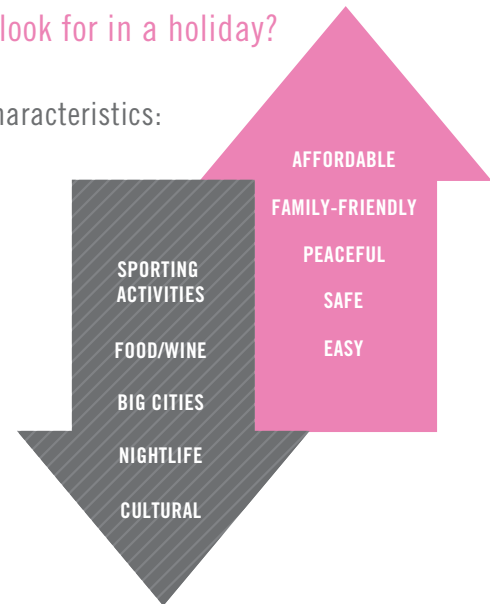 look for in a holiday?
haracteristics:
AFFORDABLE
FAMILY-FRIENDLY
PEACEFUL
SAFE
EASY
SPORTING
ACTIVITIES
FOOD/WINE
BIG CITIES
NIGHTLIFE
CULTURAL